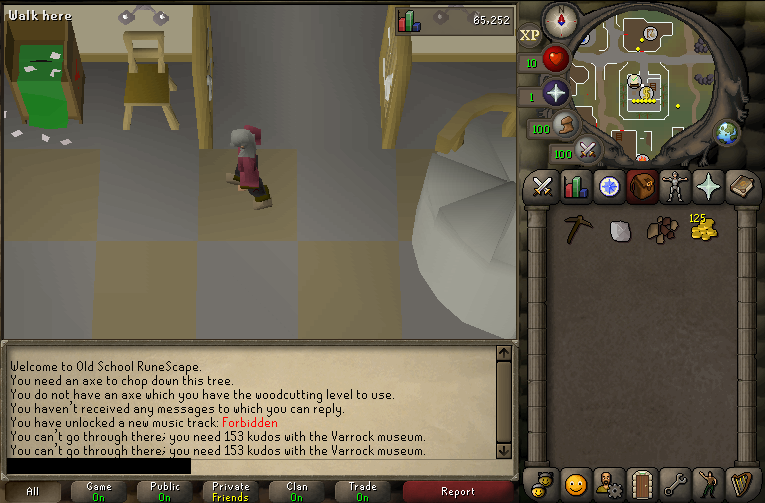 Walk here
65,252
XP
10
1
100
100
125
Welcome to Old School RuneScape.
You need an axe to chop down this tree.
You do not have an axe which you have the woodcutting level to use.
You haven't received any messages to which you can reply.
You have unlocked a new music track: Forbidden
You can't go through there; you need 153 kudos with the Varrock museum.
You can't go through there; you need 153 kudos with the Varrock museum.
All
Game
On
Public
On
Private
Friends
Clan
On
Trade
On
Report